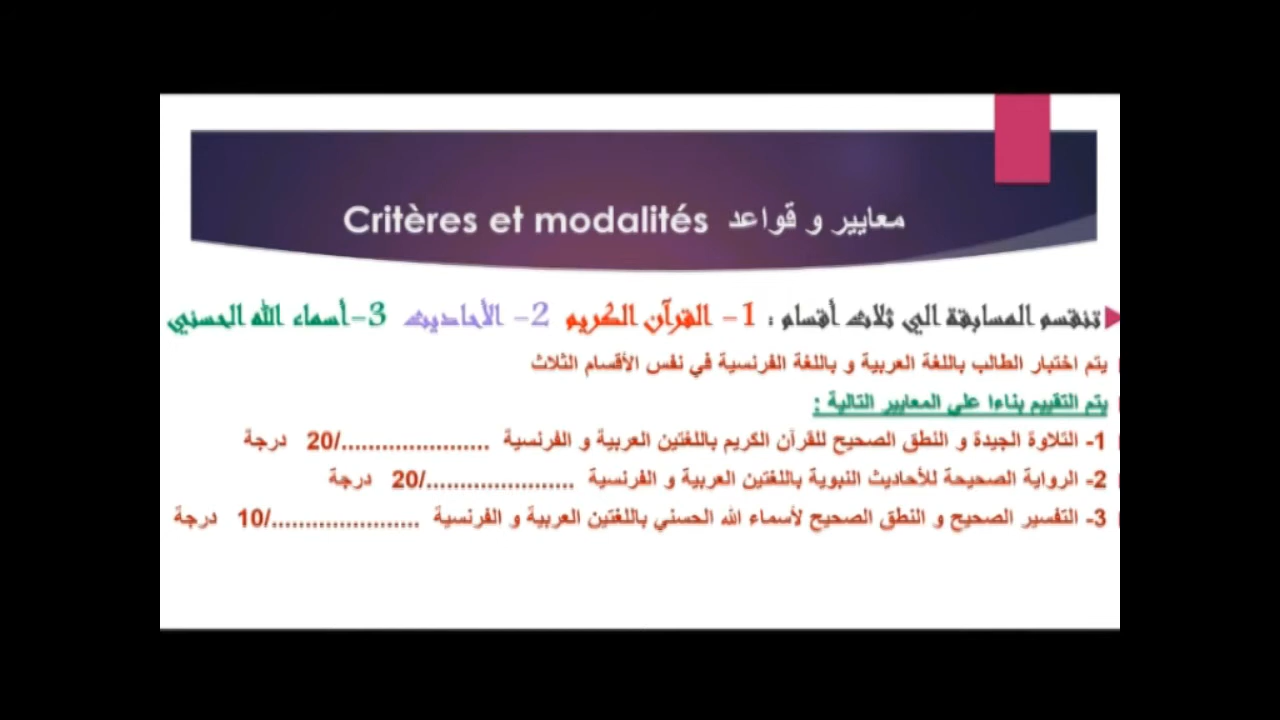 معايير و قواعد Critères et modalités
تنقسم المسابقة الي ثلاث أقسام : 1- القرآن الكريم 2- الأحاديث 3-أسماء الله الحسني
يتم اختبار الطالب باللغة العربية و باللغة الفرنسية في نفس الأقسام الثلاث
يتم التقييم بناءا علي المعايير التالية :
1- التلاوة الجيدة و النطق الصحيح للقرآن الكريم باللغتين العربية و الفرنسية ....................../20 درجة
2- الرواية الصحيحة للأحاديث النبوية باللغتين العربية و الفرنسية ....................../20 درجة
3- التفسير الصحيح و النطق الصحيح لأسماء الله الحسني باللغتين العربية و الفرنسية ....................../10 درجة